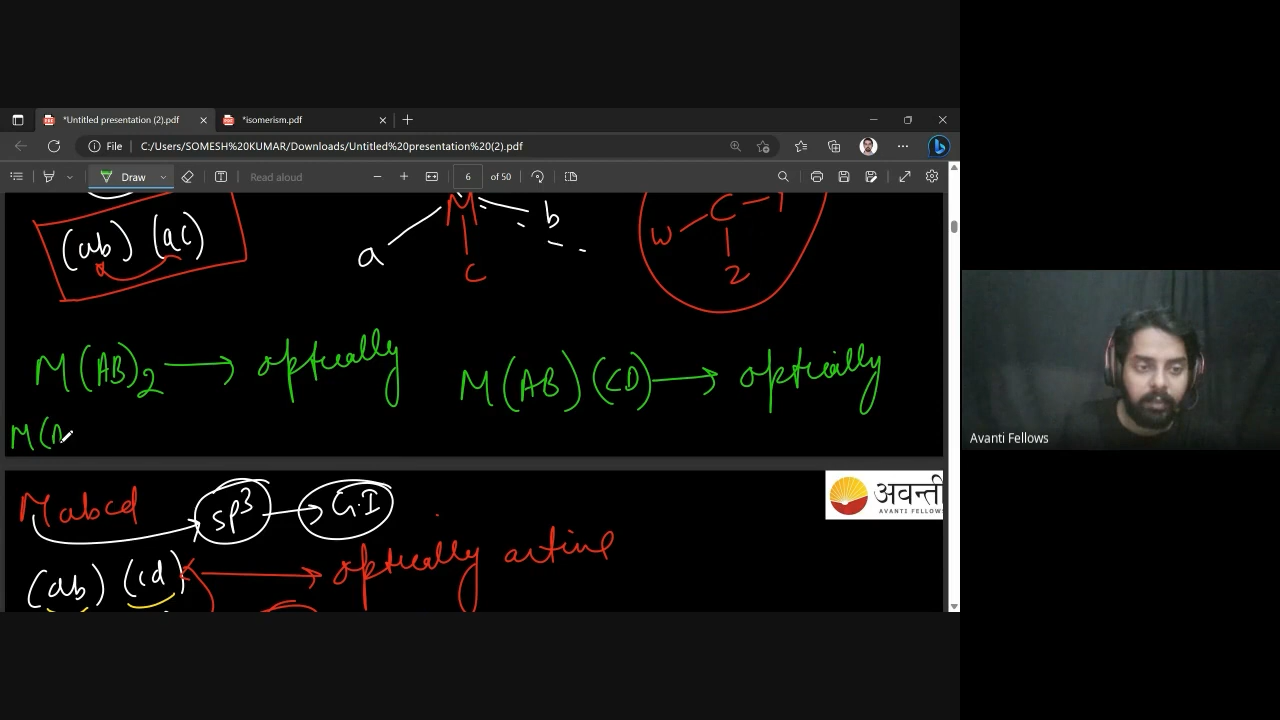 *Untitled presentation (2).pdf
*isomerism.pdf
File C:/Users/SOMESH%20KUMAR/Downloads/Untitled%20presentation%20(2).pdf
Draw
Read aloud
6 of 50
(ab) (ac)
M
a
b
c
C
W
2
M(AB)2 → optically
M(AB)(CD) → optically
M(
Mabcd
sp3 → G.I
अवन्ती
AVANTI FELLOWS
(ab) (cd) → optically active
Avanti Fellows